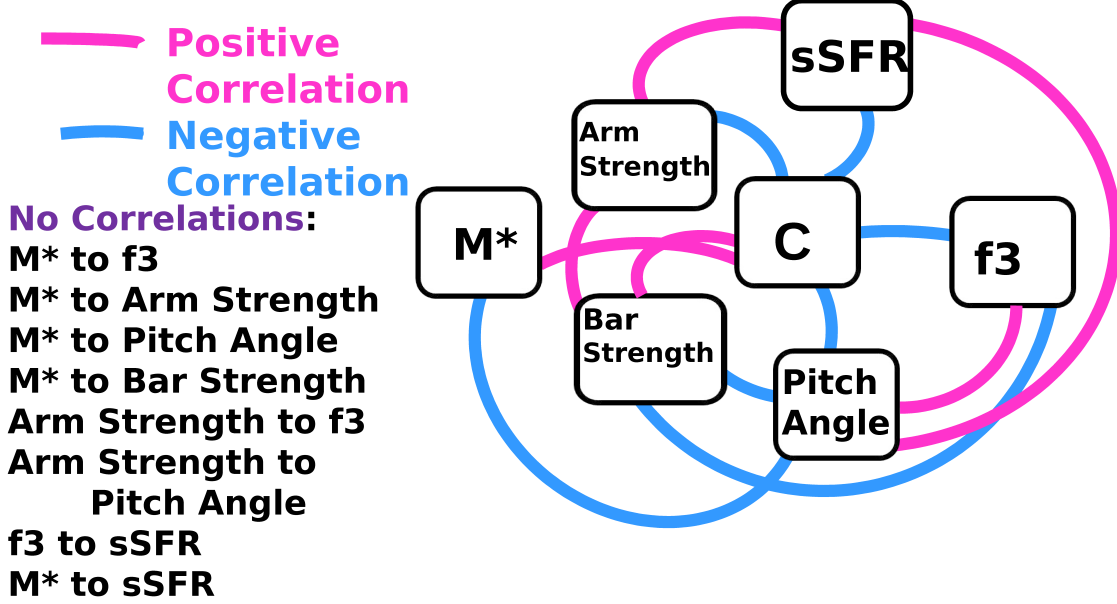 Positive
Correlation
Negative
Correlation
No Correlations:
M* to f3
M* to Arm Strength
M* to Pitch Angle
M* to Bar Strength
Arm Strength to f3
Arm Strength to
Pitch Angle
f3 to sSFR
M* to sSFR
sSFR
Arm
Strength
M*
C
f3
Bar
Strength
Pitch
Angle